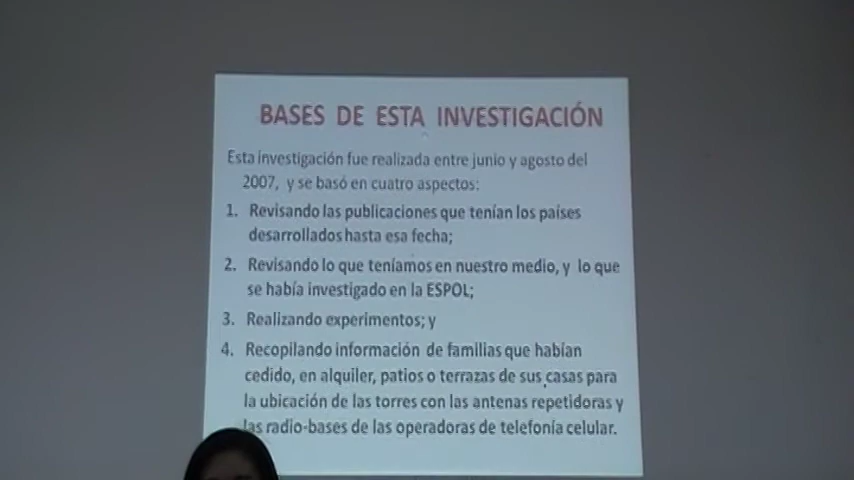 BASES DE ESTA INVESTIGACIÓN
Esta investigación fue realizada entre junio y agosto del
2007, y se basó en cuatro aspectos:
1. Revisando las publicaciones que tenían los países
desarrollados hasta esa fecha;
2. Revisando lo que teníamos en nuestro medio, y lo que
se había investigado en la ESPOL;
3. Realizando experimentos; y
4. Recopilando información de familias que habían
cedido, en alquiler, patios o terrazas de sus casas para
la ubicación de las torres con las antenas repetidoras y
las radio-bases de las operadoras de telefonía celular.